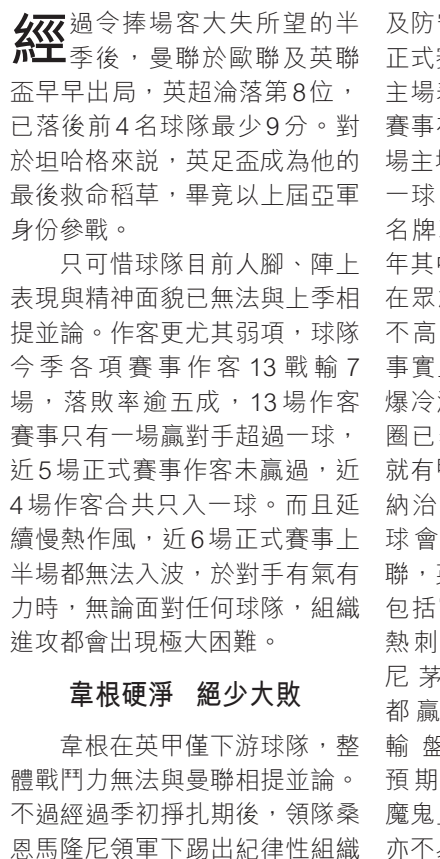 經過令捧場客大失所望的半
季後，曼聯於歐聯及英聯
盃早早出局，英超淪落第8位，
已落後前4名球隊最少9分。對
於坦哈格來説，英足盃成為他的
最後救命稻草，畢竟以上屆亞軍
身份參戰。
只可惜球隊目前人腳、陣上
表現與精神面貌已無法與上季相
提並論。作客更尤其弱項，球隊
今季各項賽事作客13戰輸7
場，落敗率逾五成，13場作客
賽事只有一場贏對手超過一球，
近5場正式賽事作客未贏過，近
4場作客合共只入一球。而且延
續慢熱作風，近6場正式賽事上
半場都無法入波，於對手有氣有
力時，無論面對任何球隊，組織
進攻都會出現極大困難。
韋根硬淨 絕少大敗
韋根在英甲僅下游球隊，整
體戰鬥力無法與曼聯相提並論。
不過經過季初掙扎期後，領隊桑
恩馬隆尼領軍下踢出紀律性組織
及防
正式
主場
賽事
場主
一球
名牌
年其
在眾
不高
事實
爆冷
圈已
就有
納治
球會
聯，
包括
熱刺
尼茅
都贏
輸盤
預期
魔鬼
亦不